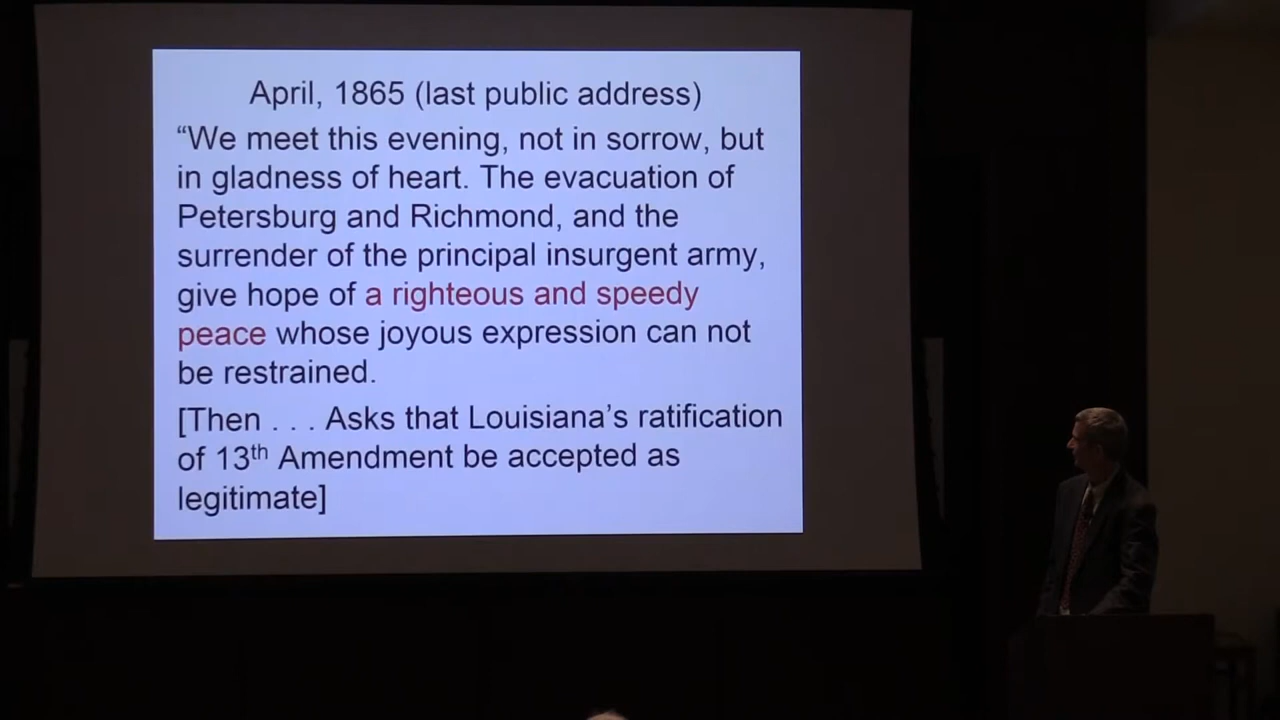 April, 1865 (last public address)
“We meet this evening, not in sorrow, but
in gladness of heart. The evacuation of
Petersburg and Richmond, and the
surrender of the principal insurgent army,
give hope of a righteous and speedy
peace whose joyous expression can not
be restrained.
[Then . . . Asks that Louisiana’s ratification
of 13th Amendment be accepted as
legitimate]